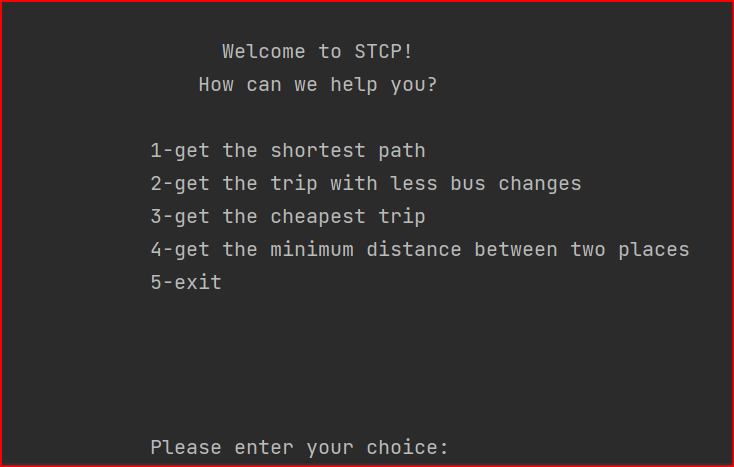 Welcome to STCP!
How can we help you?
1-get the shortest path
2-get the trip with less bus changes
3-get the cheapest trip
4-get the minimum distance between two places
5-exit
Please enter your choice: